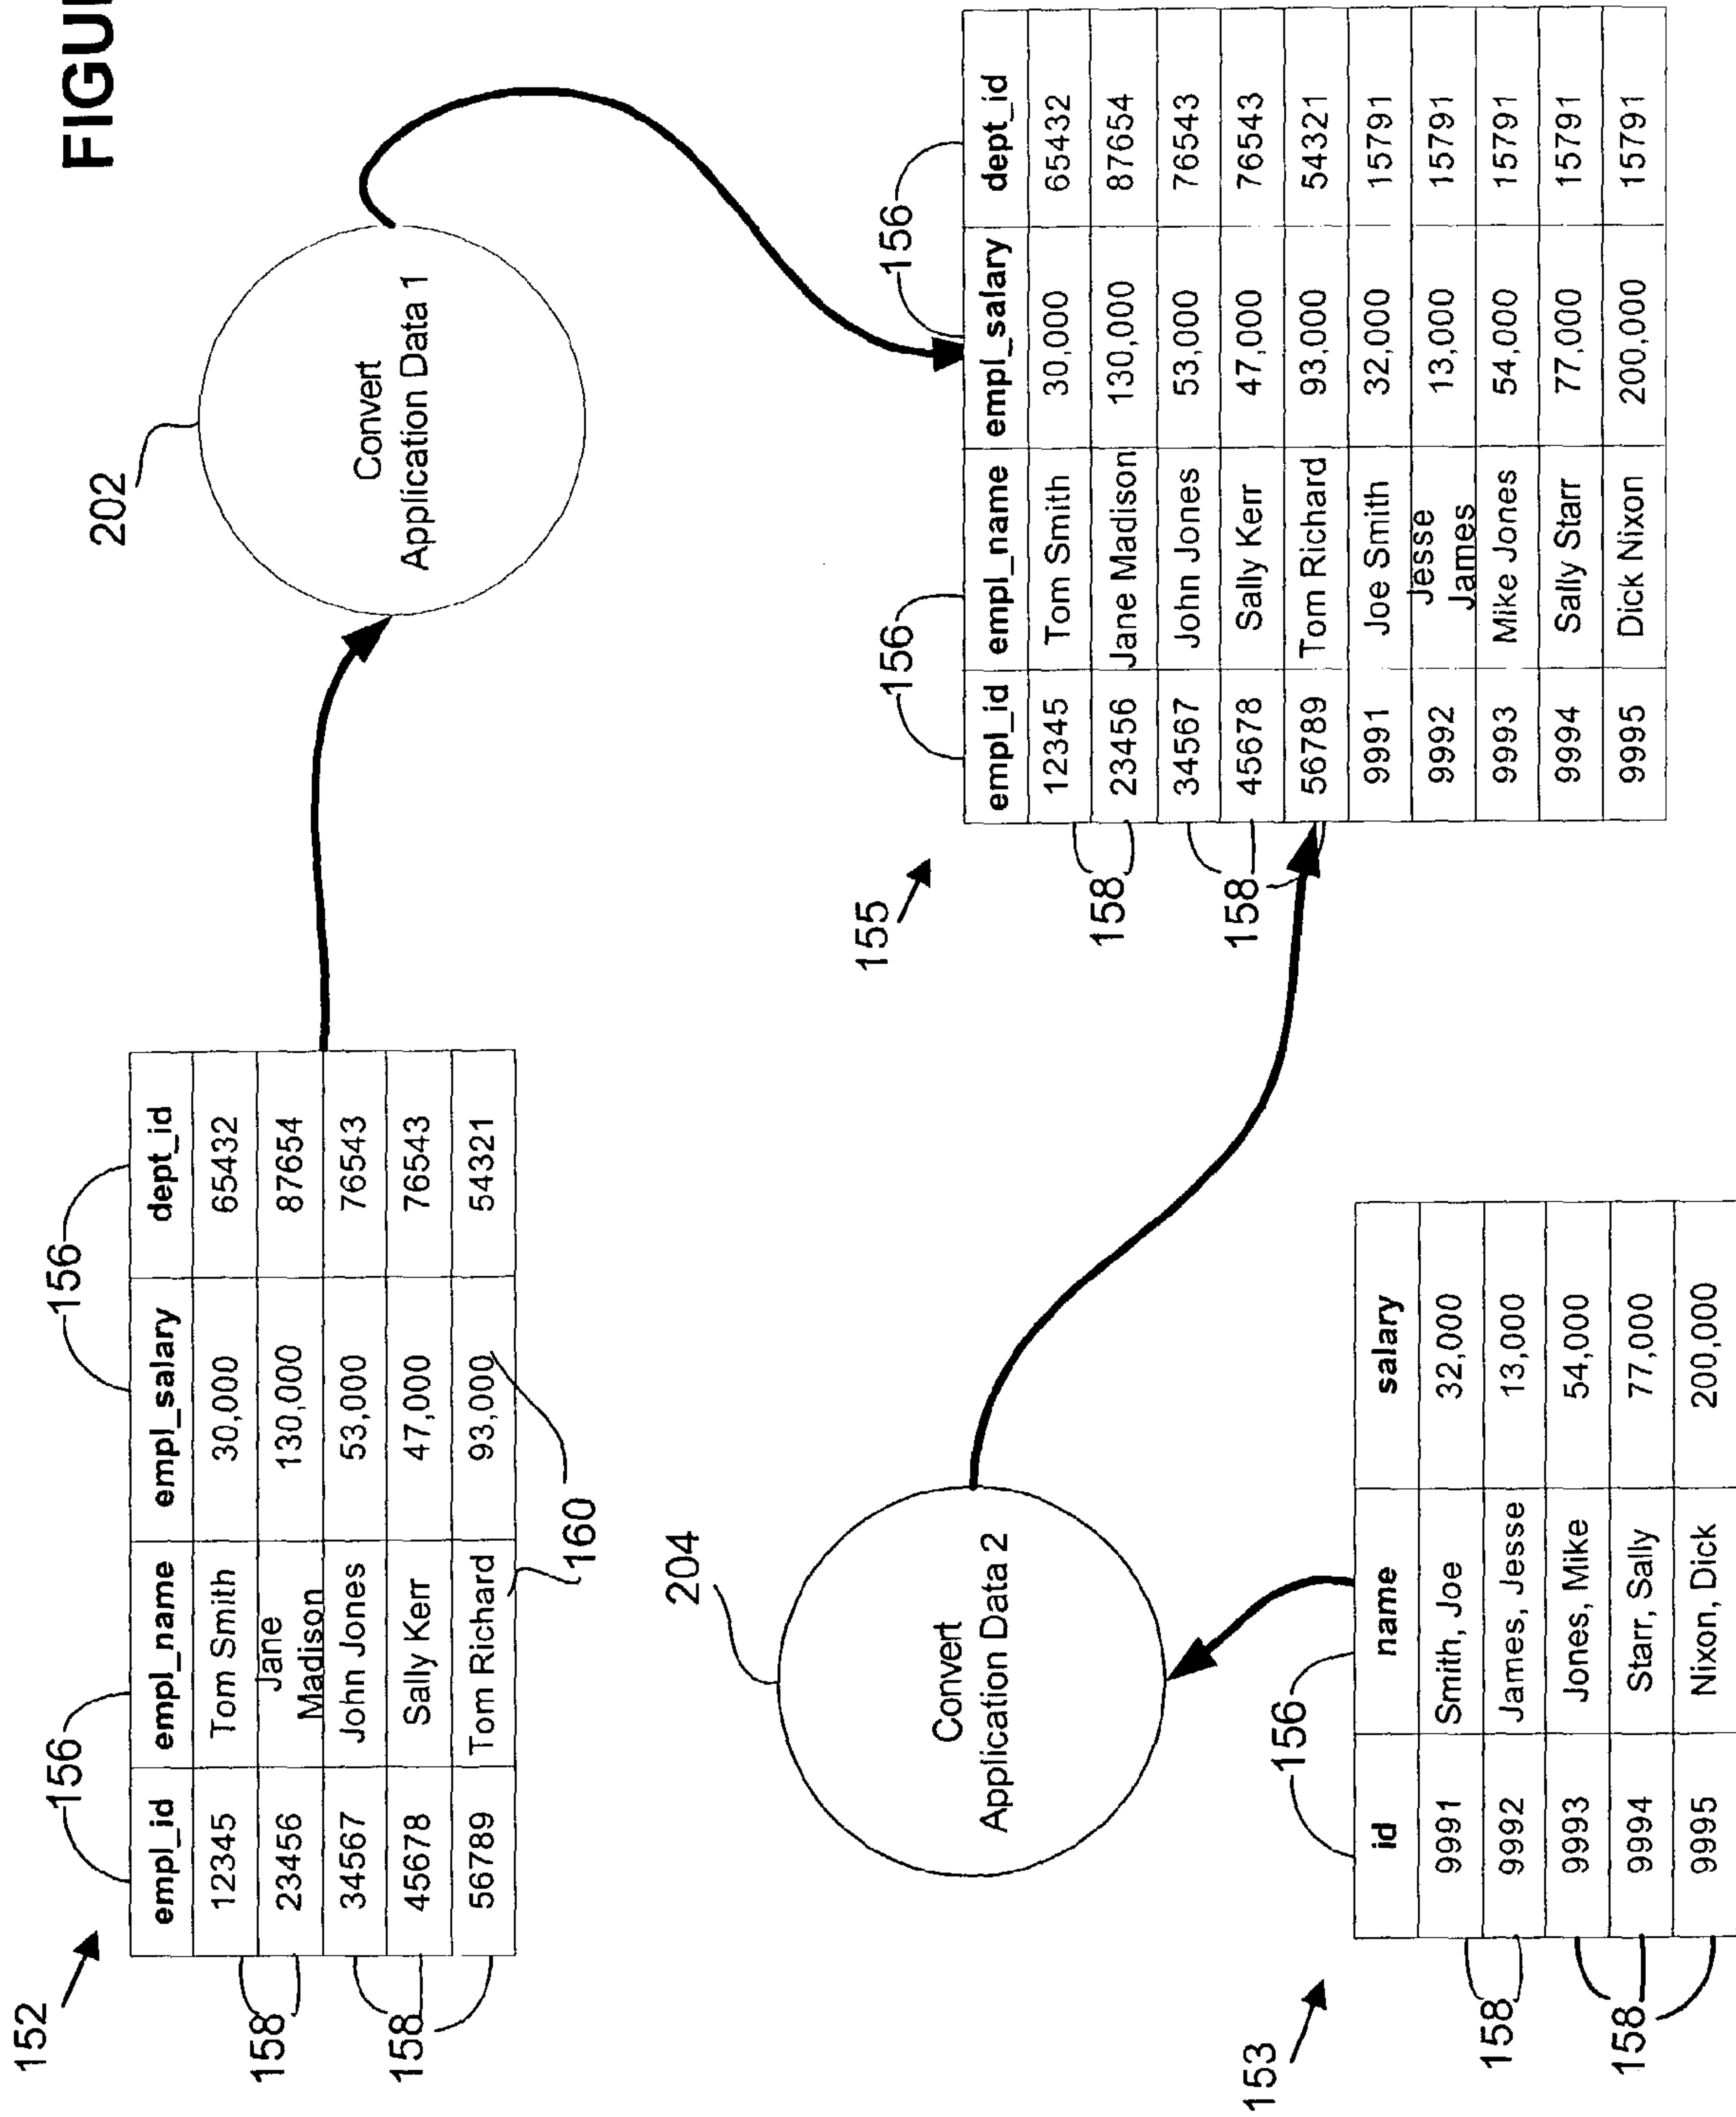 FIGU
152
156
156
empl_id empl_name empl_salary dept_id
12345 Tom Smith 30,000 65432
23456 Jane Madison 130,000 87654
34567 John Jones 53,000 76543
45678 Sally Kerr 47,000 76543
56789 Tom Richard 93,000 54321
158
158
160
202
Convert
Application Data 1
204
Convert
Application Data 2
153
156
id name salary
9991 Smith, Joe 32,000
9992 James, Jesse 13,000
9993 Jones, Mike 54,000
9994 Starr, Sally 77,000
9995 Nixon, Dick 200,000
158
158
155
156
156
empl_id empl_name empl_salary dept_id
12345 Tom Smith 30,000 65432
23456 Jane Madison 130,000 87654
34567 John Jones 53,000 76543
45678 Sally Kerr 47,000 76543
56789 Tom Richard 93,000 54321
9991 Joe Smith 32,000 15791
9992 Jesse James 13,000 15791
9993 Mike Jones 54,000 15791
9994 Sally Starr 77,000 15791
9995 Dick Nixon 200,000 15791
158
158